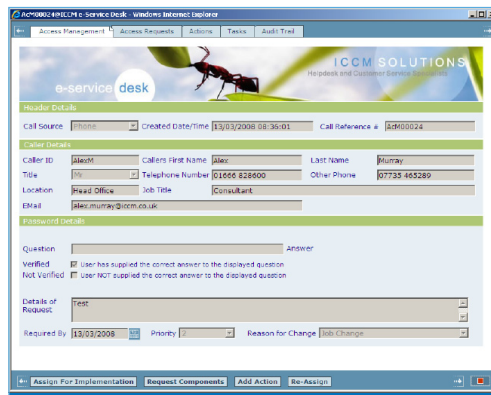 AcM00024@ICCM e-Service Desk - Windows Internet Explorer
Access Management Access Requests Actions Tasks Audit Trail
ICCM SOLUTIONS
Helpdesk and Customer Service Specialists
e-service desk
Header Details
Call Source Phone Created Date/Time 13/03/2008 08:36:01 Call Reference # AcM00024
Caller Details
Caller ID AlexM Callers First Name Alex Last Name Murray
Title Mr Telephone Number 01666 828600 Other Phone 07735 465289
Location Head Office Job Title Consultant
EMail alex.murray@iccm.co.uk
Password Details
Question Answer
Verified User has supplied the correct answer to the displayed question
Not Verified User NOT supplied the correct answer to the displayed question
Details of Request Test
Required By 13/03/2008 Priority 2 Reason for Change Job Change
Assign For Implementation Request Components Add Action Re-Assign